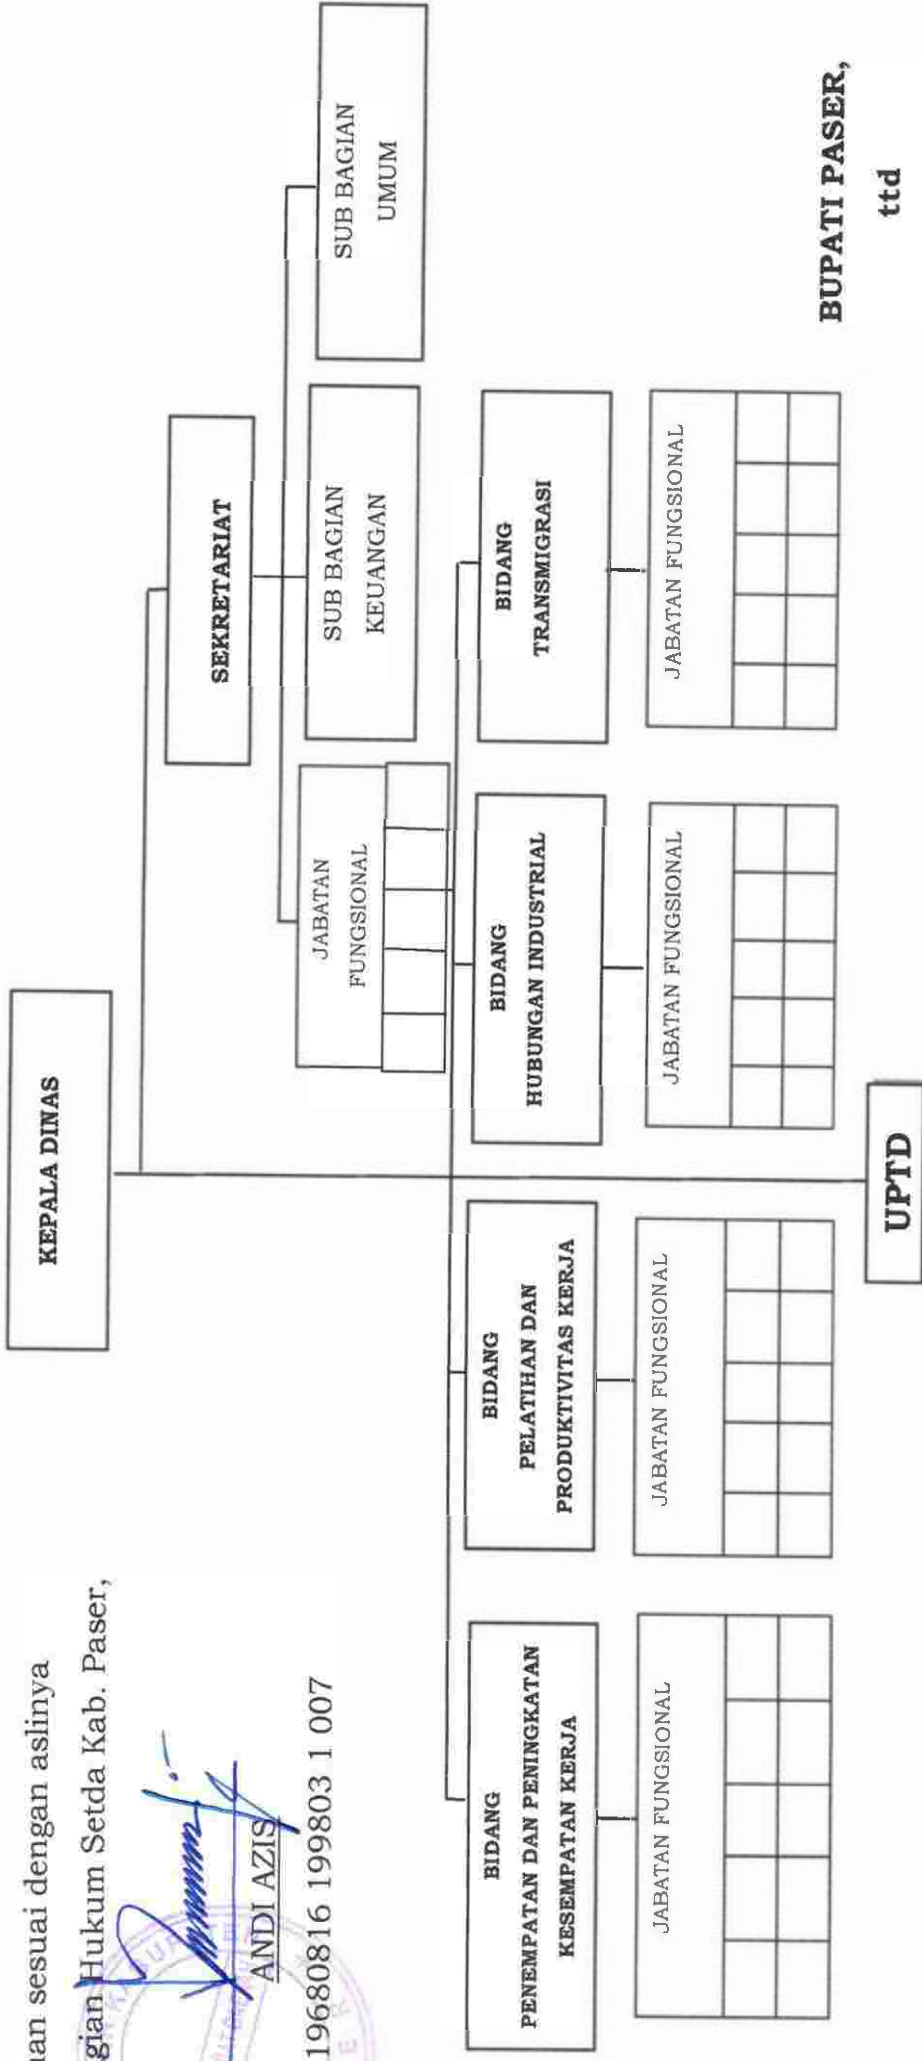 KEPALA DINAS
SEKRETARIAT
JABATAN
FUNGSIONAL
SUB BAGIAN
KEUANGAN
SUB BAGIAN
UMUM
BIDANG
PENEMPATAN DAN PENINGKATAN
KESEMPATAN KERJA
BIDANG
PELATIHAN DAN
PRODUKTIVITAS KERJA
BIDANG
HUBUNGAN INDUSTRIAL
BIDANG
TRANSMIGRASI
JABATAN FUNGSIONAL
JABATAN FUNGSIONAL
JABATAN FUNGSIONAL
JABATAN FUNGSIONAL
UPTD
sesuai dengan aslinya
Hukum Setda Kab. Paser,
ANDI AZIS
19680816 199803 1 007
BUPATI PASER,
ttd